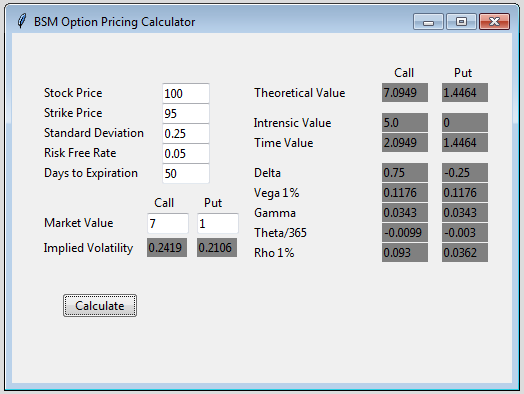 BSM Option Pricing Calculator
Call Put
Stock Price 100 Theoretical Value 7.0949 1.4464
Strike Price 95
Standard Deviation 0.25 Intrensic Value 5.0 0
Risk Free Rate 0.05 Time Value 2.0949 1.4464
Days to Expiration 50 Delta 0.75 -0.25
Vega 1% 0.1176 0.1176
Call Put Gamma 0.0343 0.0343
Market Value 7 1 Theta/365 -0.0099 -0.003
Implied Volatility 0.2419 0.2106 Rho 1% 0.093 0.0362
Calculate